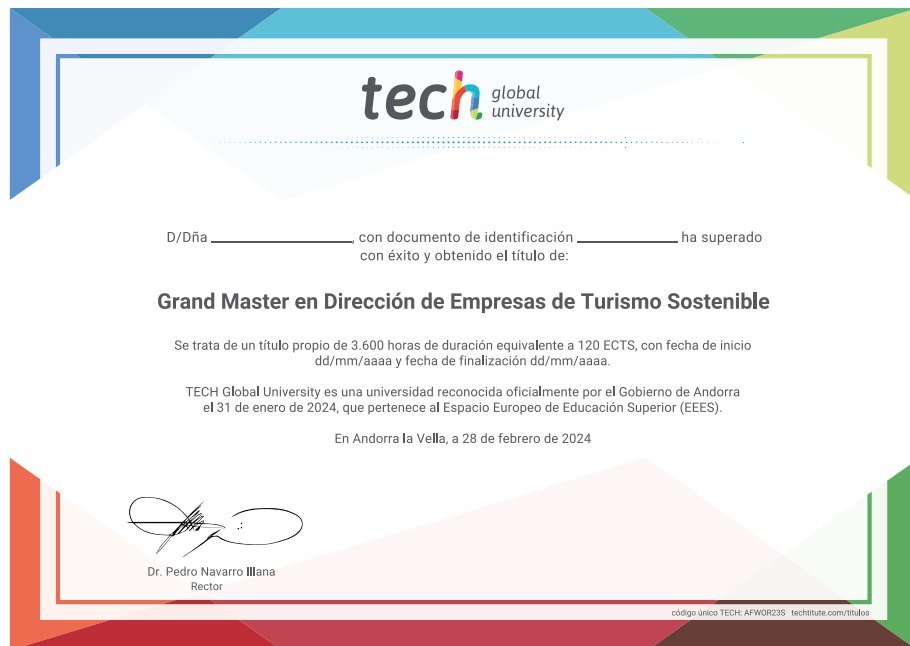 tech global university
D/Dña ____________________, con documento de identificación ______________ ha superado
con éxito y obtenido el título de:
Grand Master en Dirección de Empresas de Turismo Sostenible
Se trata de un título propio de 3.600 horas de duración equivalente a 120 ECTS, con fecha de inicio
dd/mm/aaaa y fecha de finalización dd/mm/aaaa.
TECH Global University es una universidad reconocida oficialmente por el Gobierno de Andorra
el 31 de enero de 2024, que pertenece al Espacio Europeo de Educación Superior (EEES).
En Andorra la Vella, a 28 de febrero de 2024
Dr. Pedro Navarro Illana
Rector
código único TECH: AFWOR23S techtitute.com/titulos